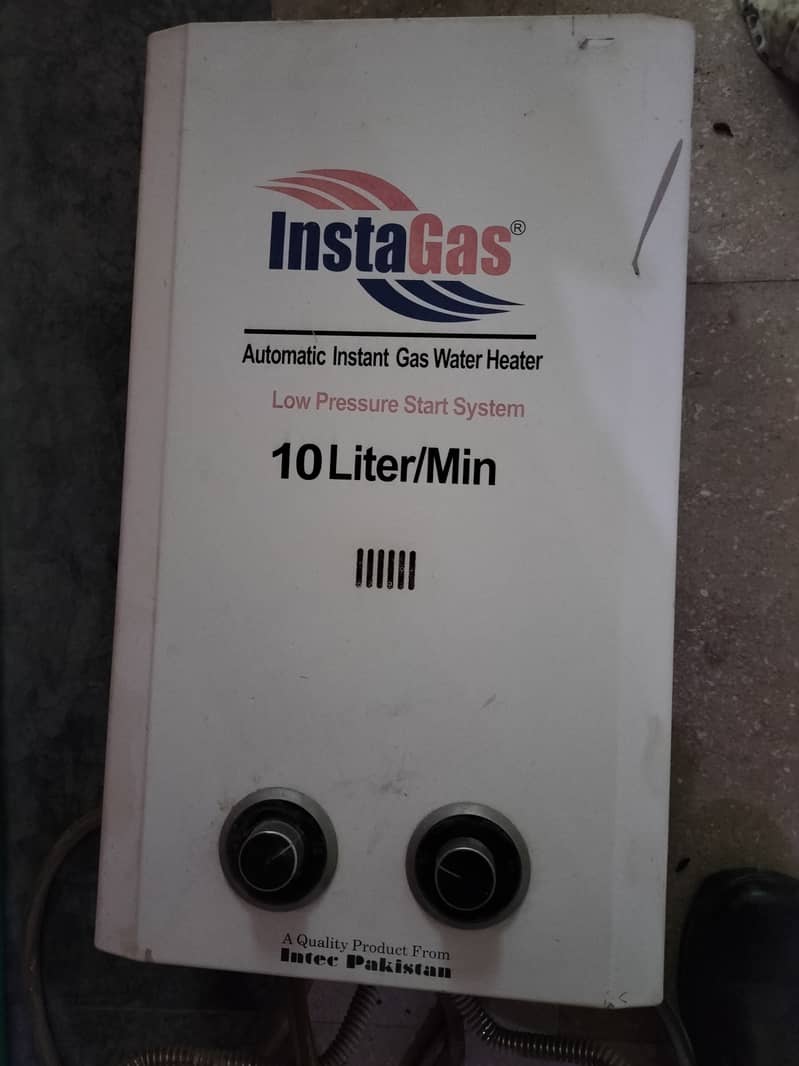 InstaGas®
Automatic Instant Gas Water Heater
Low Pressure Start System
10 Liter/Min
A Quality Product From
Intec Pakistan